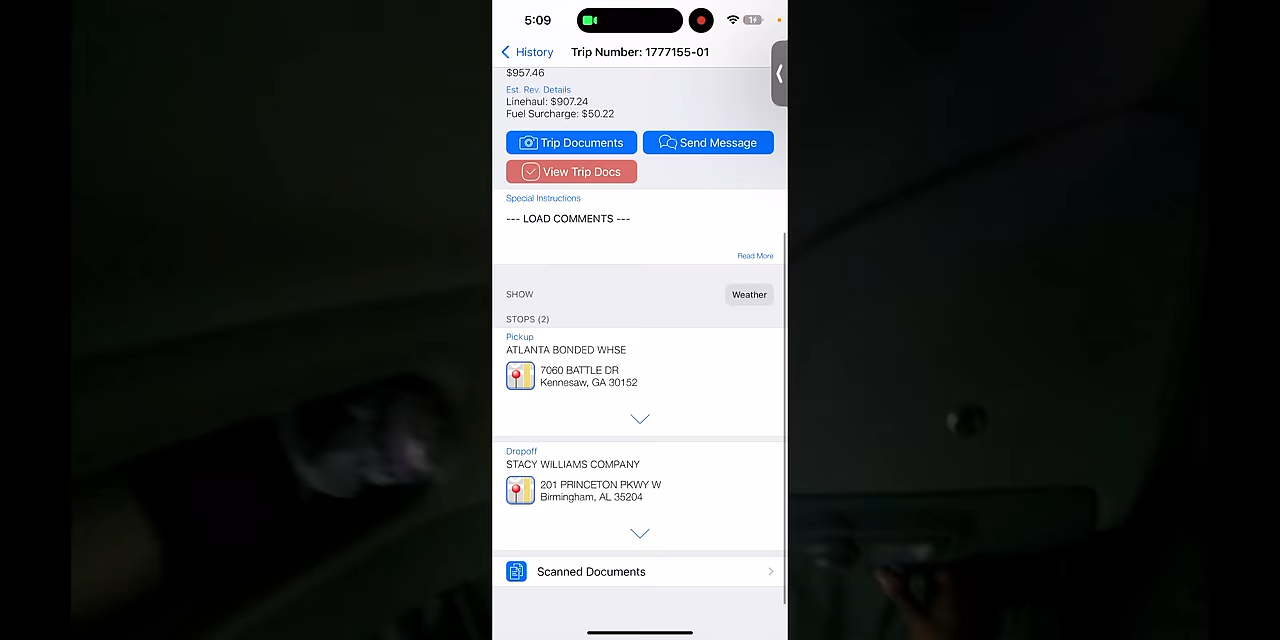 5:09
History
Trip Number: 1777155-01
$957.46
Est. Rev. Details
Linehaul: $907.24
Fuel Surcharge: $50.22
Trip Documents
Send Message
View Trip Docs
Special Instructions
--- LOAD COMMENTS ---
Read More
SHOW
Weather
STOPS (2)
Pickup
ATLANTA BONDED WHSE
7060 BATTLE DR
Kennesaw, GA 30152
Dropoff
STACY WILLIAMS COMPANY
201 PRINCETON PKWY W
Birmingham, AL 35204
Scanned Documents